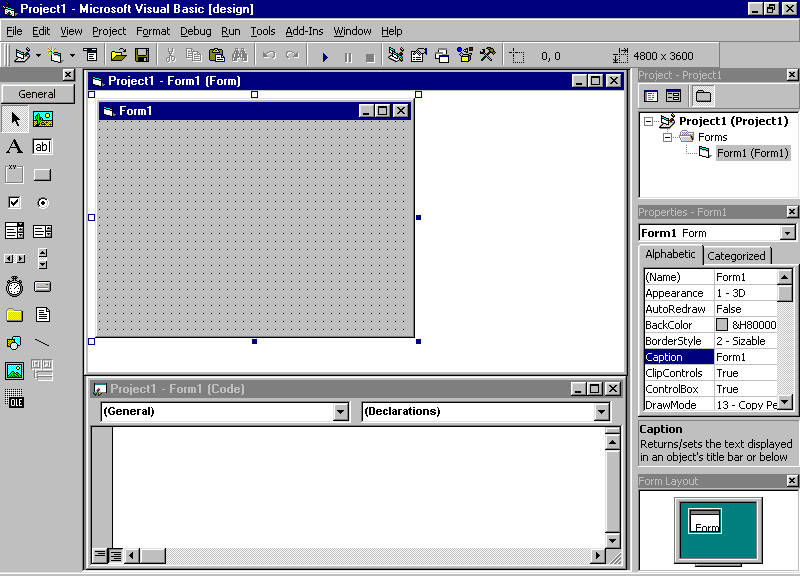 Project1 - Microsoft Visual Basic [design]
File Edit View Project Format Debug Run Tools Add-Ins Window Help
0, 0 4800 x 3600
General
A ab|
xy
OLE
Project1 - Form1 (Form)
Form1
Project1 - Form1 (Code)
(General) (Declarations)
Project - Project1
Project1 (Project1)
Forms
Form1 (Form1)
Properties - Form1
Form1 Form
Alphabetic Categorized
(Name) Form1
Appearance 1 - 3D
AutoRedraw False
BackColor &H80000
BorderStyle 2 - Sizable
Caption Form1
ClipControls True
ControlBox True
DrawMode 13 - Copy Pe
Caption
Returns/sets the text displayed
in an object's title bar or below
Form Layout
Form